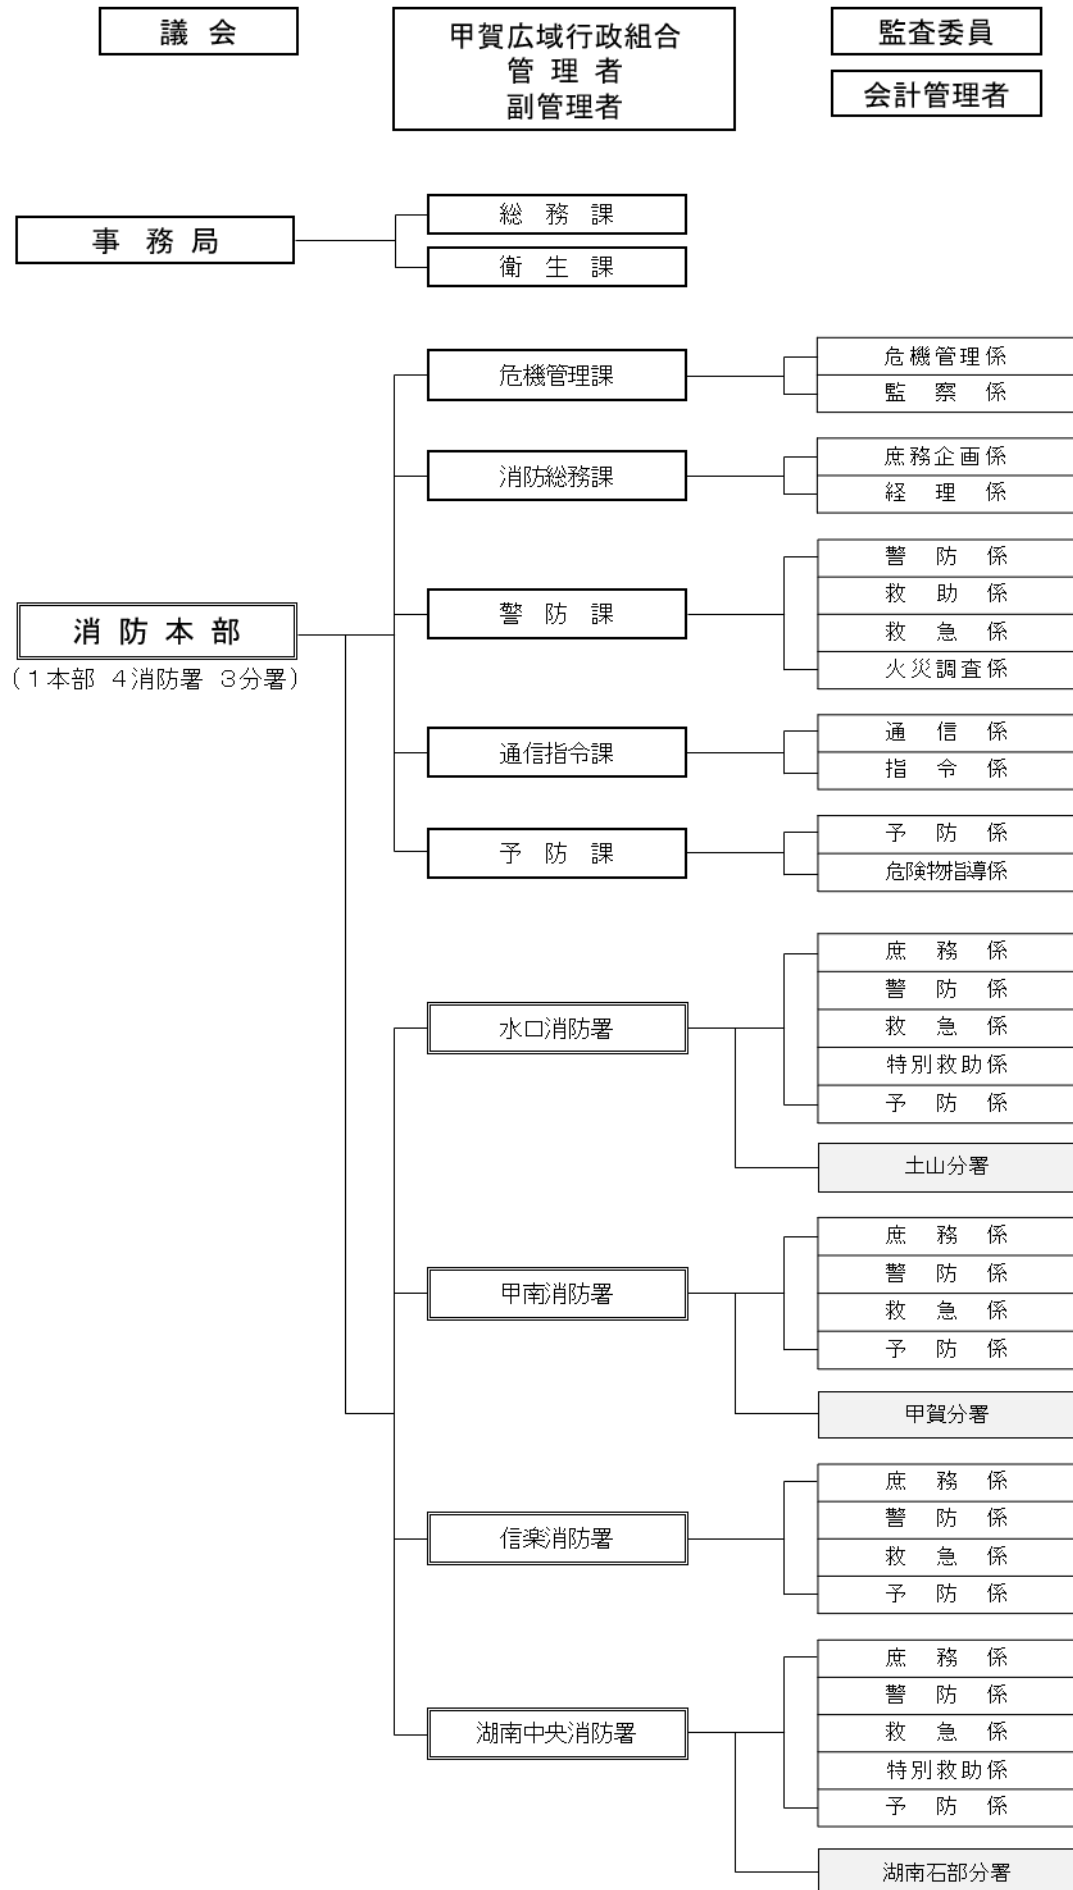 議会
甲賀広域行政組合
管理者
副管理者
監査委員
会計管理者
事務局
総務課
衛生課
消防本部
(1本部 4消防署 3分署)
危機管理課
危機管理係
監察係
消防総務課
庶務企画係
経理係
警防課
警防係
救助係
救急係
火災調査係
通信指令課
通信係
指令係
予防課
予防係
危険物指導係
水口消防署
庶務係
警防係
救急係
特別救助係
予防係
土山分署
甲南消防署
庶務係
警防係
救急係
予防係
甲賀分署
信楽消防署
庶務係
警防係
救急係
予防係
湖南中央消防署
庶務係
警防係
救急係
特別救助係
予防係
湖南石部分署